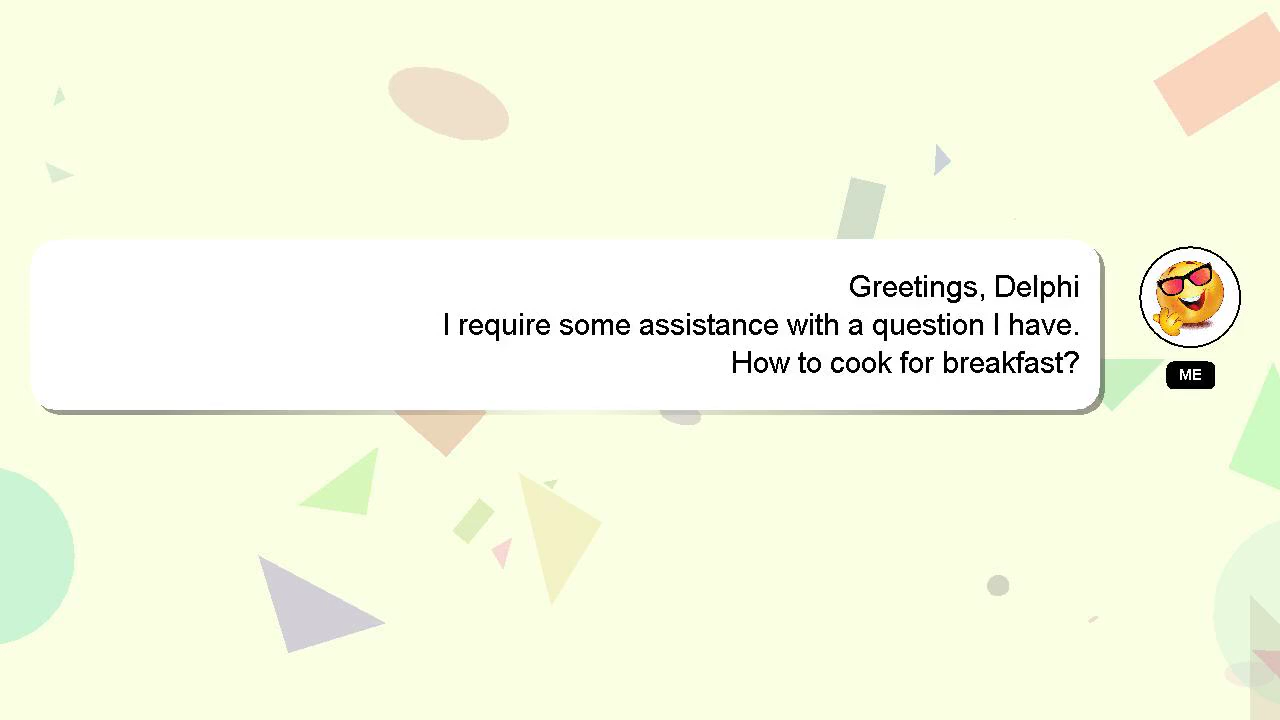 Greetings, Delphi
I require some assistance with a question I have.
How to cook for breakfast?
ME